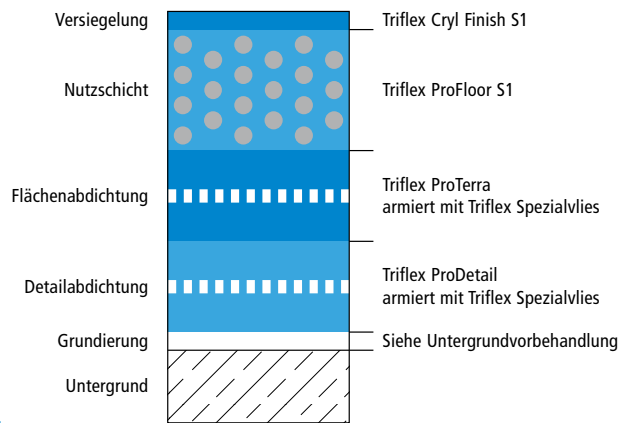 Versiegelung
Triflex Cryl Finish S1
Nutzschicht
Triflex ProFloor S1
Flächenabdichtung
Triflex ProTerra
armiert mit Triflex Spezialvlies
Detailabdichtung
Triflex ProDetail
armiert mit Triflex Spezialvlies
Grundierung
Siehe Untergrundvorbehandlung
Untergrund